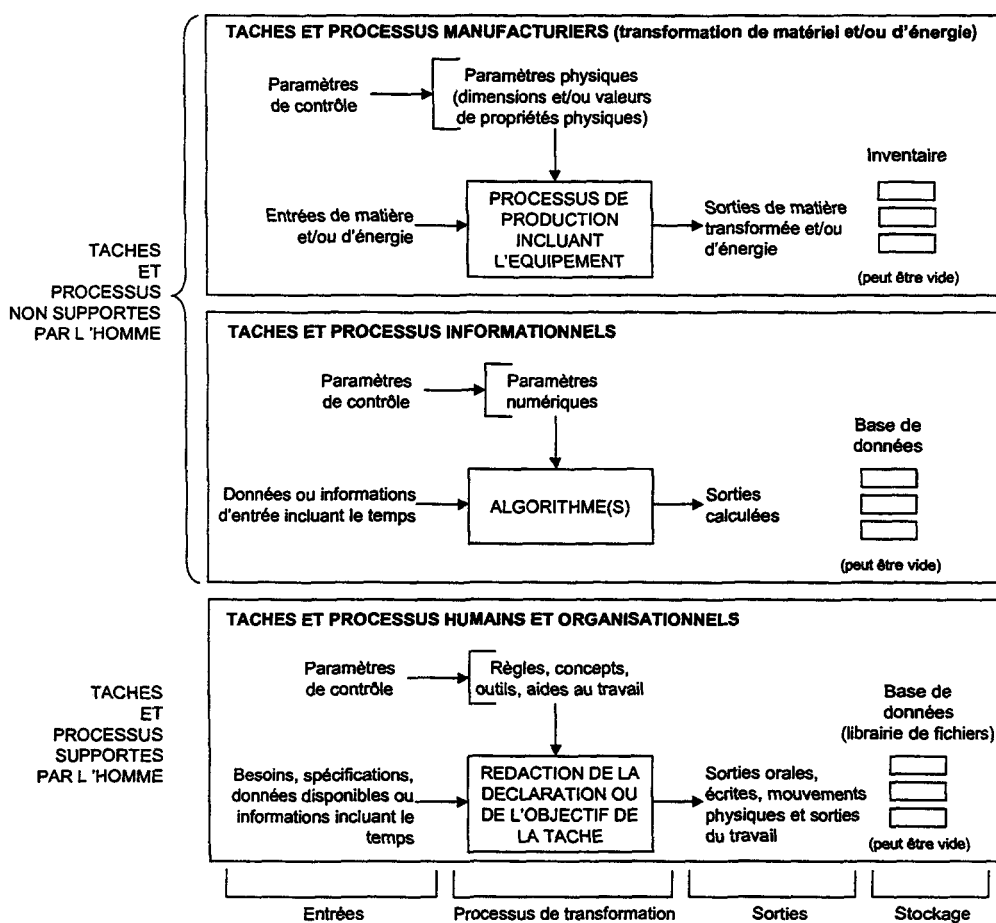 TACHES ET PROCESSUS MANUFACTURIERS (transformation de matériel et/ou d'énergie)
Paramètres
de contrôle
Paramètres physiques
(dimensions et/ou valeurs
de propriétés physiques)
Inventaire
Entrées de matière
et/ou d'énergie
PROCESSUS DE
PRODUCTION
INCLUANT
L'EQUIPEMENT
Sorties de matière
transformée et/ou
d'énergie
(peut être vide)
TACHES
ET
PROCESSUS
NON SUPPORTES
PAR L 'HOMME
TACHES ET PROCESSUS INFORMATIONNELS
Paramètres
de contrôle
Paramètres
numériques
Base de
données
Données ou informations
d'entrée incluant le temps
ALGORITHME(S)
Sorties
calculées
(peut être vide)
TACHES ET PROCESSUS HUMAINS ET ORGANISATIONNELS
Paramètres
de contrôle
Règles, concepts,
outils, aides au travail
Base de
données
(librairie de fichiers)
TACHES
ET
PROCESSUS
SUPPORTES
PAR L 'HOMME
Besoins, spécifications,
données disponibles ou
informations incluant le
temps
REDACTION DE LA
DECLARATION OU
DE L'OBJECTIF DE
LA TACHE
Sorties orales,
écrites, mouvements
physiques et sorties
du travail
(peut être vide)
Entrées
Processus de transformation
Sorties
Stockage